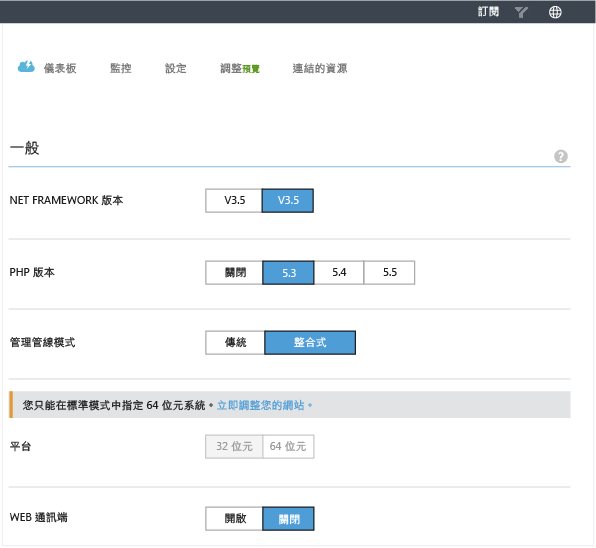 訂閱
儀表板 監控 設定 調整預覽 連結的資源
一般
?
NET FRAMEWORK 版本 V3.5 V3.5
PHP 版本 關閉 5.3 5.4 5.5
管理管線模式 傳統 整合式
您只能在標準模式中指定 64 位元系統。立即調整您的網站。
平台 32 位元 64 位元
WEB 通訊端 開啟 關閉